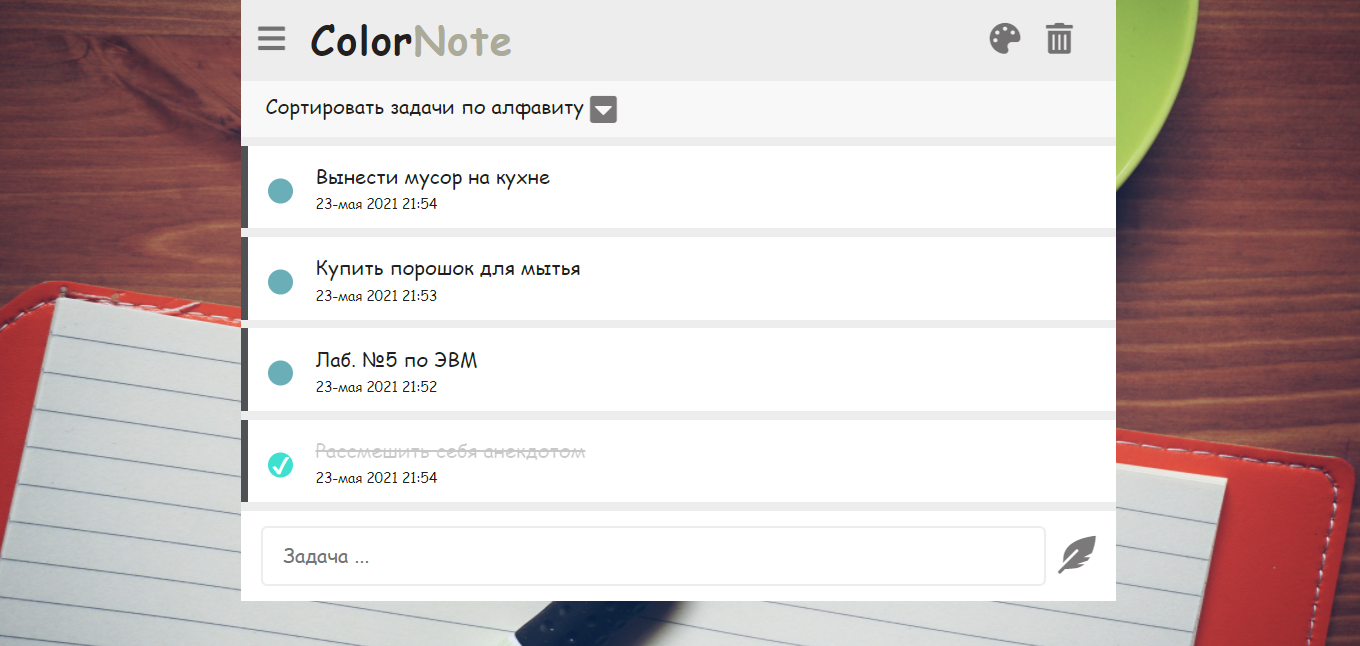 ColorNote
Сортировать задачи по алфавиту
Вынести мусор на кухне
23-мая 2021 21:54
Купить порошок для мытья
23-мая 2021 21:53
Лаб. №5 по ЭВМ
23-мая 2021 21:52
Рассмешить себя анекдотом
23-мая 2021 21:54
Задача ...